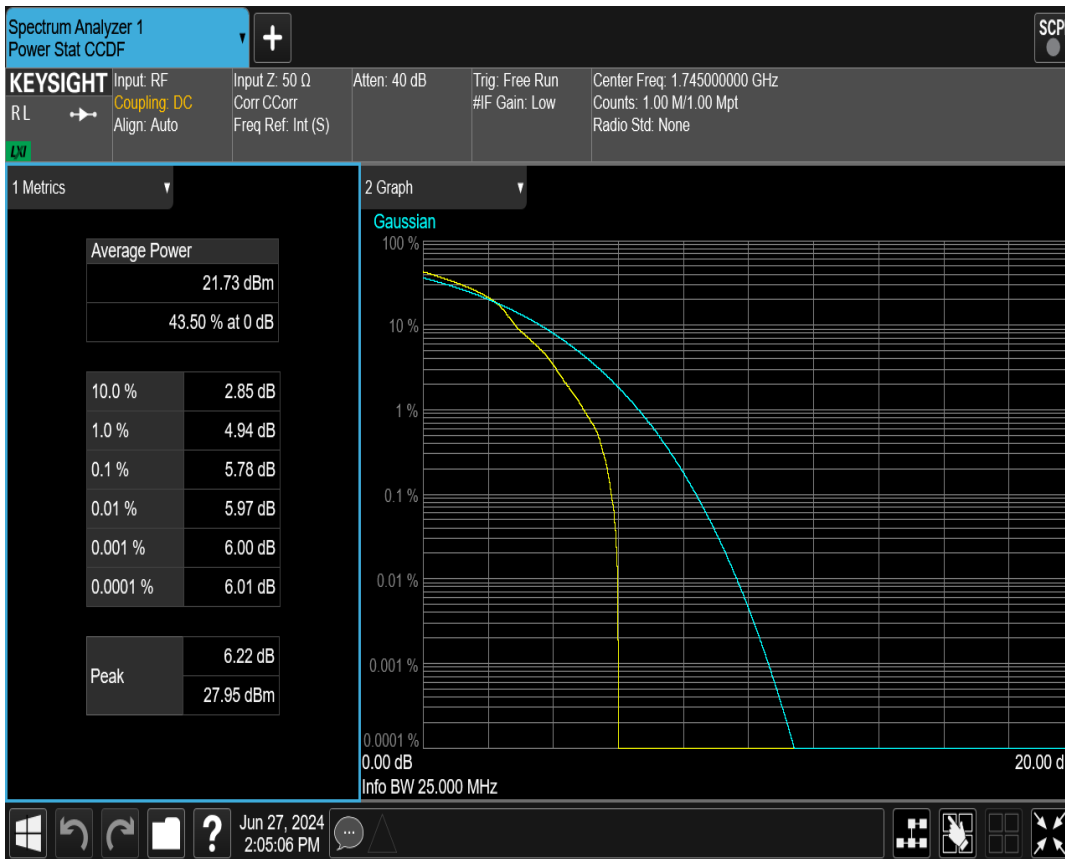 Spectrum Analyzer 1
Power Stat CCDF
+
SCP
KEYSIGHT
RL
LXI
Input: RF
Coupling: DC
Align: Auto
Input Z: 50 Ω
Corr CCorr
Freq Ref: Int (S)
Atten: 40 dB
Trig: Free Run
#IF Gain: Low
Center Freq: 1.745000000 GHz
Counts: 1.00 M/1.00 Mpt
Radio Std: None
1 Metrics
Average Power
21.73 dBm
43.50 % at 0 dB
10.0 % 2.85 dB
1.0 % 4.94 dB
0.1 % 5.78 dB
0.01 % 5.97 dB
0.001 % 6.00 dB
0.0001 % 6.01 dB
Peak
6.22 dB
27.95 dBm
2 Graph
Gaussian
100 %
10 %
1 %
0.1 %
0.01 %
0.001 %
0.0001 %
0.00 dB 20.00 d
Info BW 25.000 MHz
?
Jun 27, 2024
2:05:06 PM